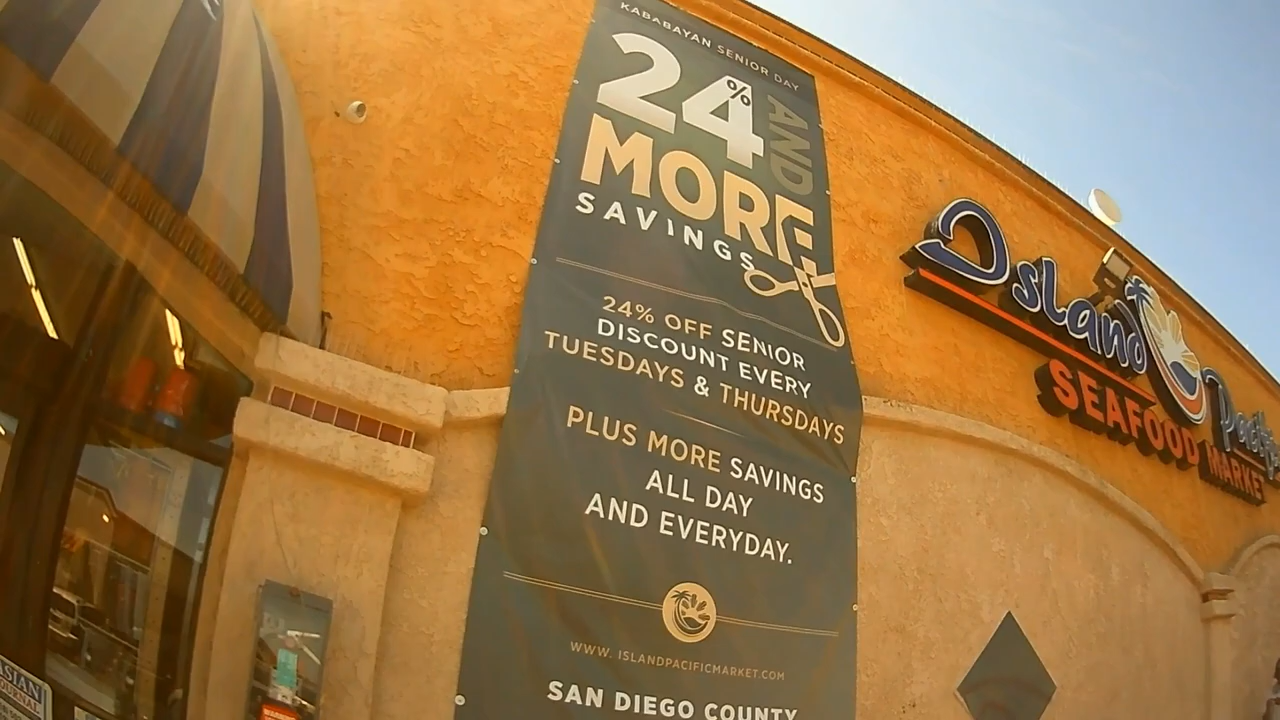 KABABAYAN SENIOR DAY
24% AND
MORE
SAVINGS
24% OFF SENIOR
DISCOUNT EVERY
TUESDAYS & THURSDAYS
PLUS MORE SAVINGS
ALL DAY
AND EVERYDAY.
WWW. ISLANDPACIFICMARKET.COM
SAN DIEGO COUNTY
Island Pacific
SEAFOOD MARKET
ASIAN
JOURNAL